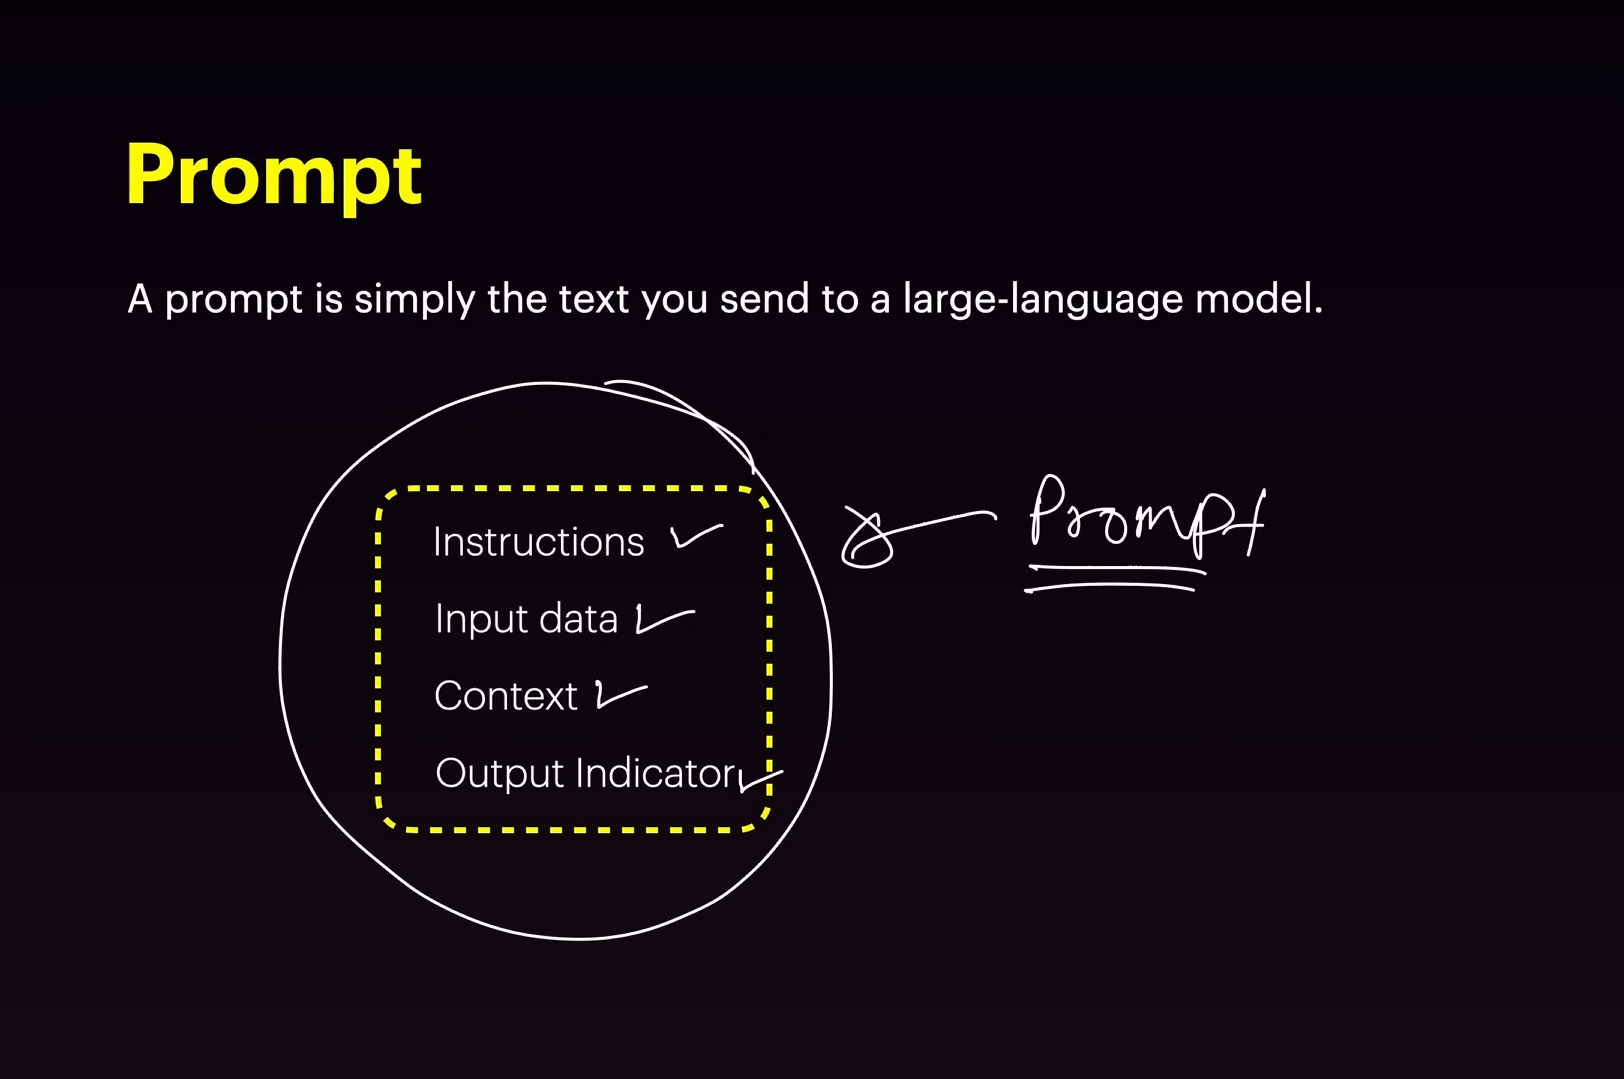 Prompt
A prompt is simply the text you send to a large-language model.
Instructions
Prompt
Input data
Context
Output Indicator